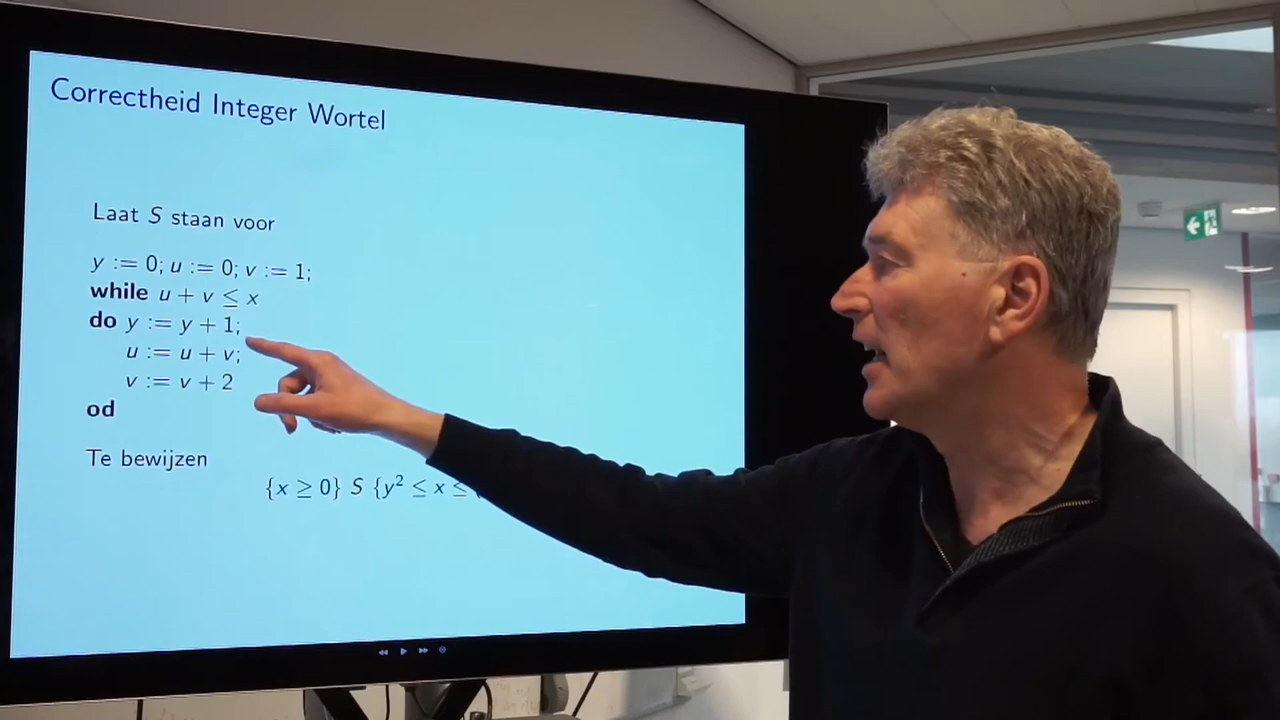 Correctheid Integer Wortel
Laat S staan voor
y := 0; u := 0; v := 1;
while u + v ≤ x
do y := y + 1;
u := u + v;
v := v + 2
od
Te bewijzen
{x ≥ 0} S {y² ≤ x ≤